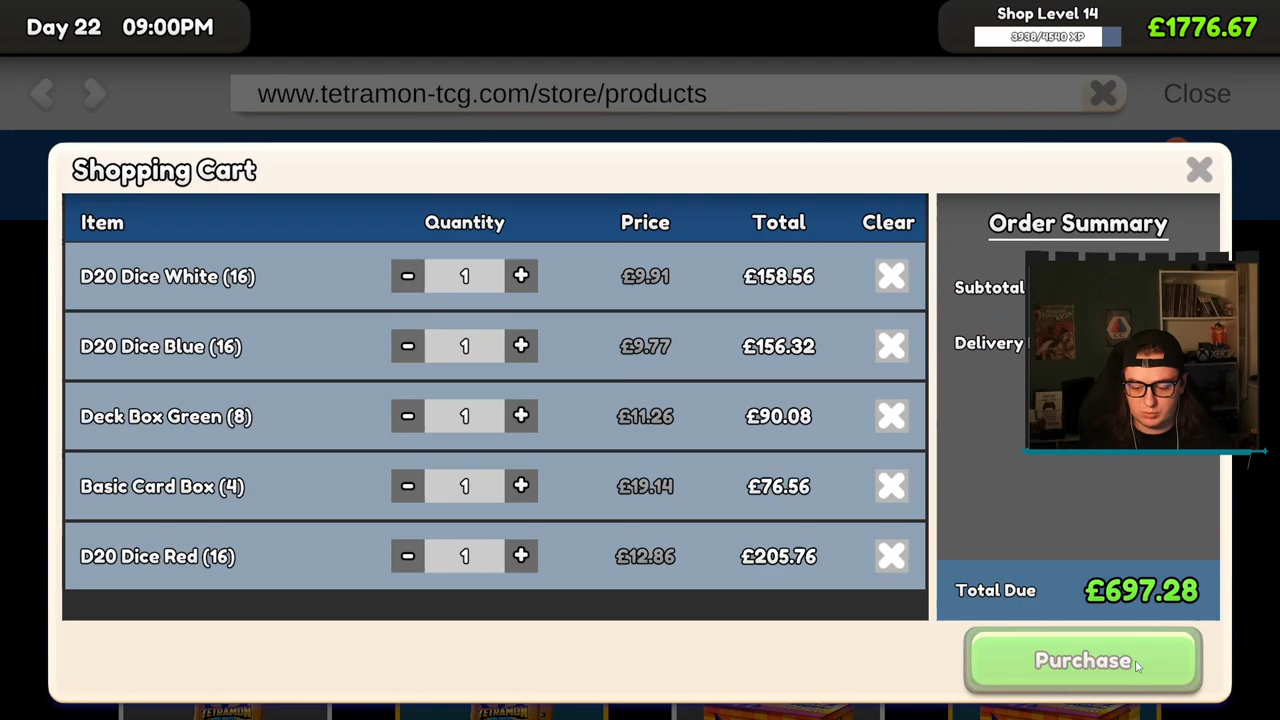 Day 22 09:00PM
Shop Level 14
3938/4540 XP
£1776.67
www.tetramon-tcg.com/store/products
Close
Shopping Cart
Item Quantity Price Total Clear
D20 Dice White (16) - 1 + £9.91 £158.56
D20 Dice Blue (16) - 1 + £9.77 £156.32
Deck Box Green (8) - 1 + £11.26 £90.08
Basic Card Box (4) - 1 + £19.14 £76.56
D20 Dice Red (16) - 1 + £12.86 £205.76
Order Summary
Subtotal
Delivery
Total Due £697.28
Purchase
TETRAMON TETRAMON